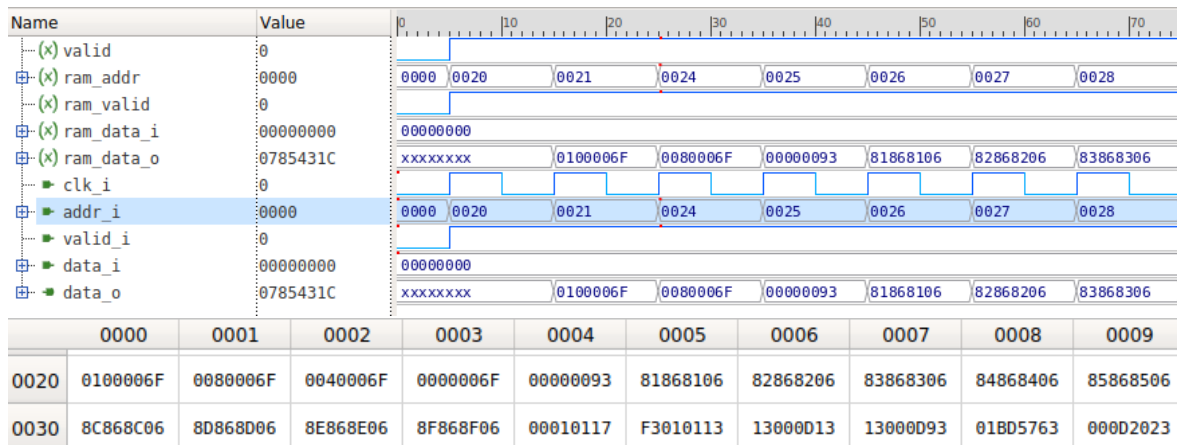 Name Value 0 10 20 30 40 50 60 70
(x) valid 0
(x) ram_addr 0000 0000 0020 0021 0024 0025 0026 0027 0028
(x) ram_valid 0
(x) ram_data_i 00000000 00000000
(x) ram_data_o 0785431C xxxxxxxx 0100006F 0080006F 00000093 81868106 82868206 83868306
clk_i 0
addr_i 0000 0000 0020 0021 0024 0025 0026 0027 0028
valid_i 0
data_i 00000000 00000000
data_o 0785431C xxxxxxxx 0100006F 0080006F 00000093 81868106 82868206 83868306
0000 0001 0002 0003 0004 0005 0006 0007 0008 0009
0020 0100006F 0080006F 0040006F 0000006F 00000093 81868106 82868206 83868306 84868406 85868506
0030 8C868C06 8D868D06 8E868E06 8F868F06 00010117 F3010113 13000D13 13000D93 01BD5763 000D2023